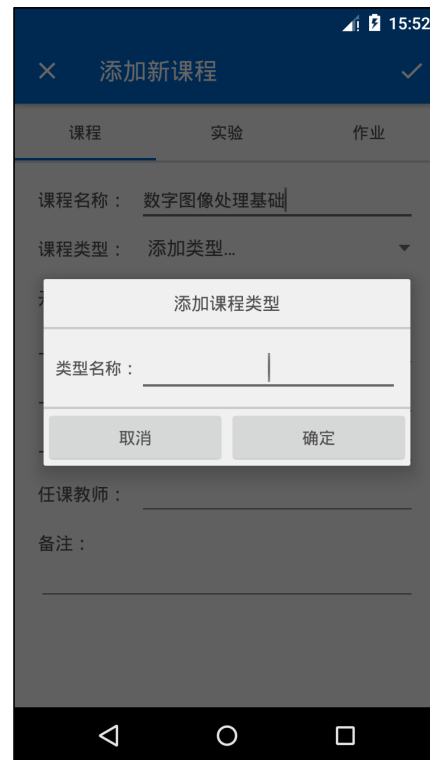 15:52
添加新课程
课程 实验 作业
课程名称： 数字图像处理基础
课程类型： 添加类型...
添加课程类型
类型名称：
取消 确定
任课教师：
备注：